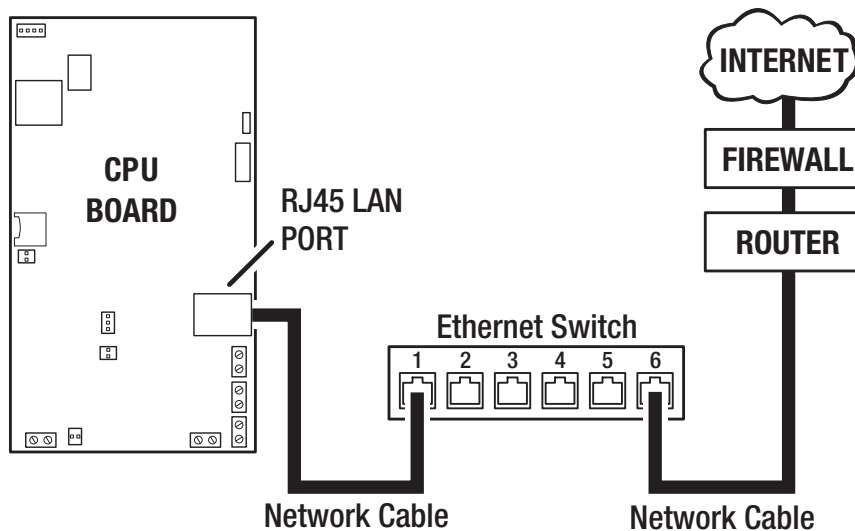 INTERNET
FIREWALL
ROUTER
CPU
BOARD
RJ45 LAN
PORT
Ethernet Switch
1 2 3 4 5 6
Network Cable
Network Cable